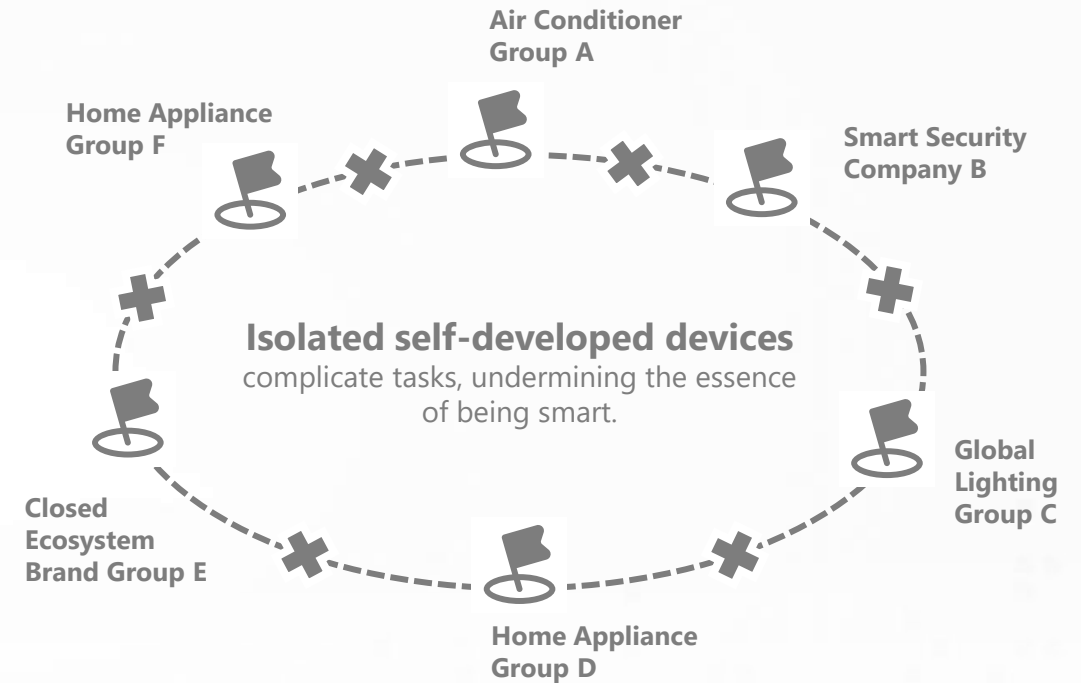 Air Conditioner
Group A
Home Appliance
Group F
Smart Security
Company B
Isolated self-developed devices
complicate tasks, undermining the essence
of being smart.
Global
Lighting
Group C
Closed
Ecosystem
Brand Group E
Home Appliance
Group D